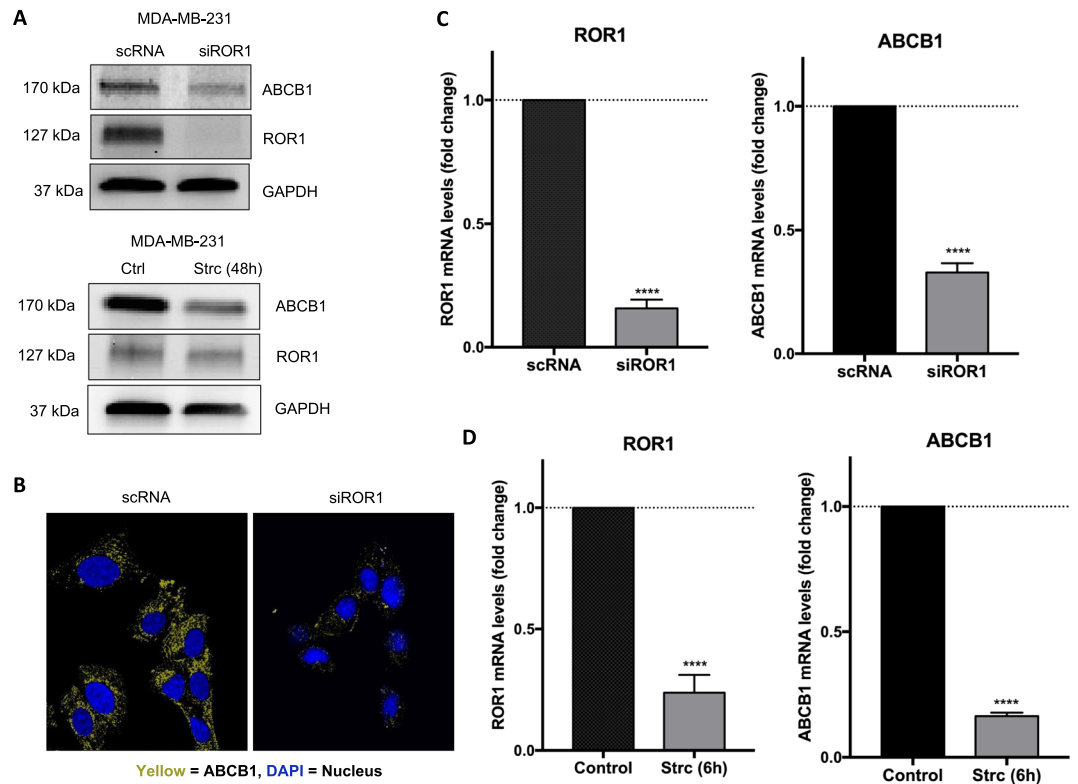 A
MDA-MB-231
scRNA siROR1
170 kDa ABCB1
127 kDa ROR1
37 kDa GAPDH
MDA-MB-231
Ctrl Strc (48h)
170 kDa ABCB1
127 kDa ROR1
37 kDa GAPDH
B
scRNA siROR1
Yellow = ABCB1, DAPI = Nucleus
C
ROR1
ROR1 mRNA levels (fold change)
1.0
0.5
0.0
****
scRNA siROR1
ABCB1
ABCB1 mRNA levels (fold change)
1.0
0.5
0.0
****
scRNA siROR1
D
ROR1
ROR1 mRNA levels (fold change)
1.0
0.5
0.0
****
Control Strc (6h)
ABCB1
ABCB1 mRNA levels (fold change)
1.0
0.5
0.0
****
Control Strc (6h)